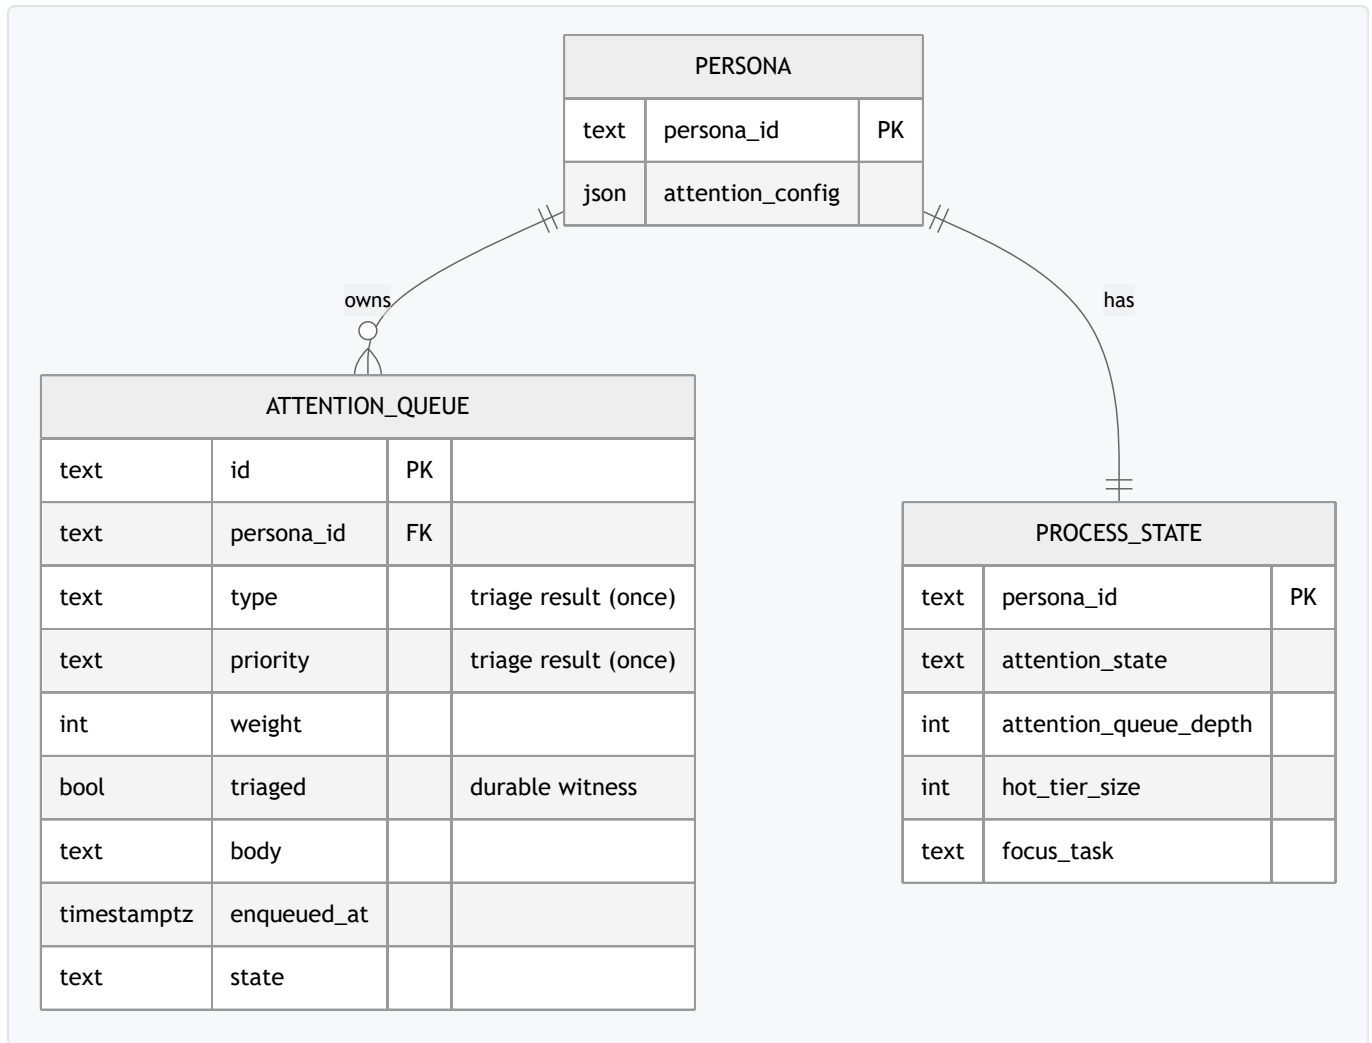 PERSONA
text persona_id PK
json attention_config
owns
has
ATTENTION_QUEUE
text id PK
text persona_id FK
text type triage result (once)
text priority triage result (once)
int weight
bool triaged durable witness
text body
timestamptz enqueued_at
text state
PROCESS_STATE
text persona_id PK
text attention_state
int attention_queue_depth
int hot_tier_size
text focus_task